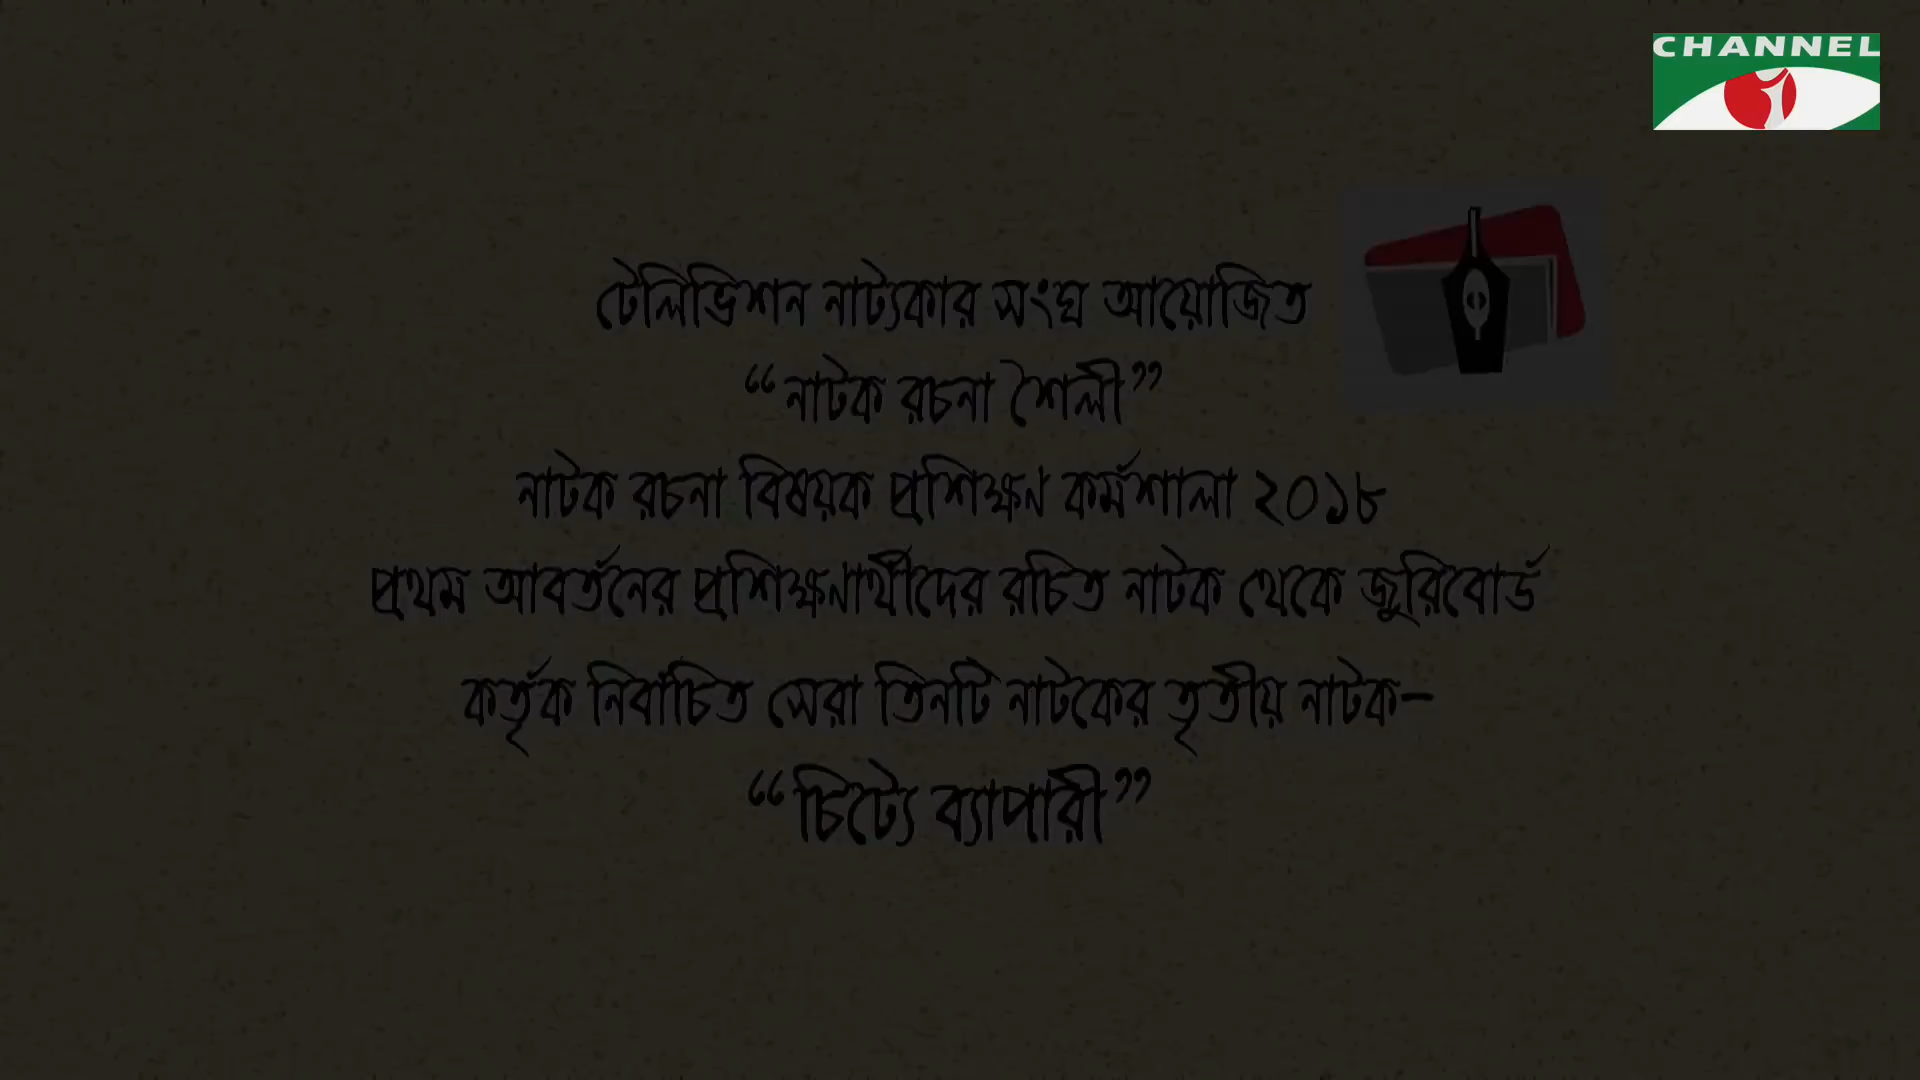 CHANNEL
টেলিভিশন নাট্যকার সংঘ আয়োজিত
“নাটক রচনা শৈলী”
নাটক রচনা বিষয়ক প্রশিক্ষণ কর্মশালা ২০১৮
প্রথম আবর্তনের প্রশিক্ষণার্থীদের রচিত নাটক থেকে জুরিবোর্ড
কর্তৃক নির্বাচিত সেরা তিনটি নাটকের তৃতীয় নাটক-
“চিট্যে ব্যাপারী”